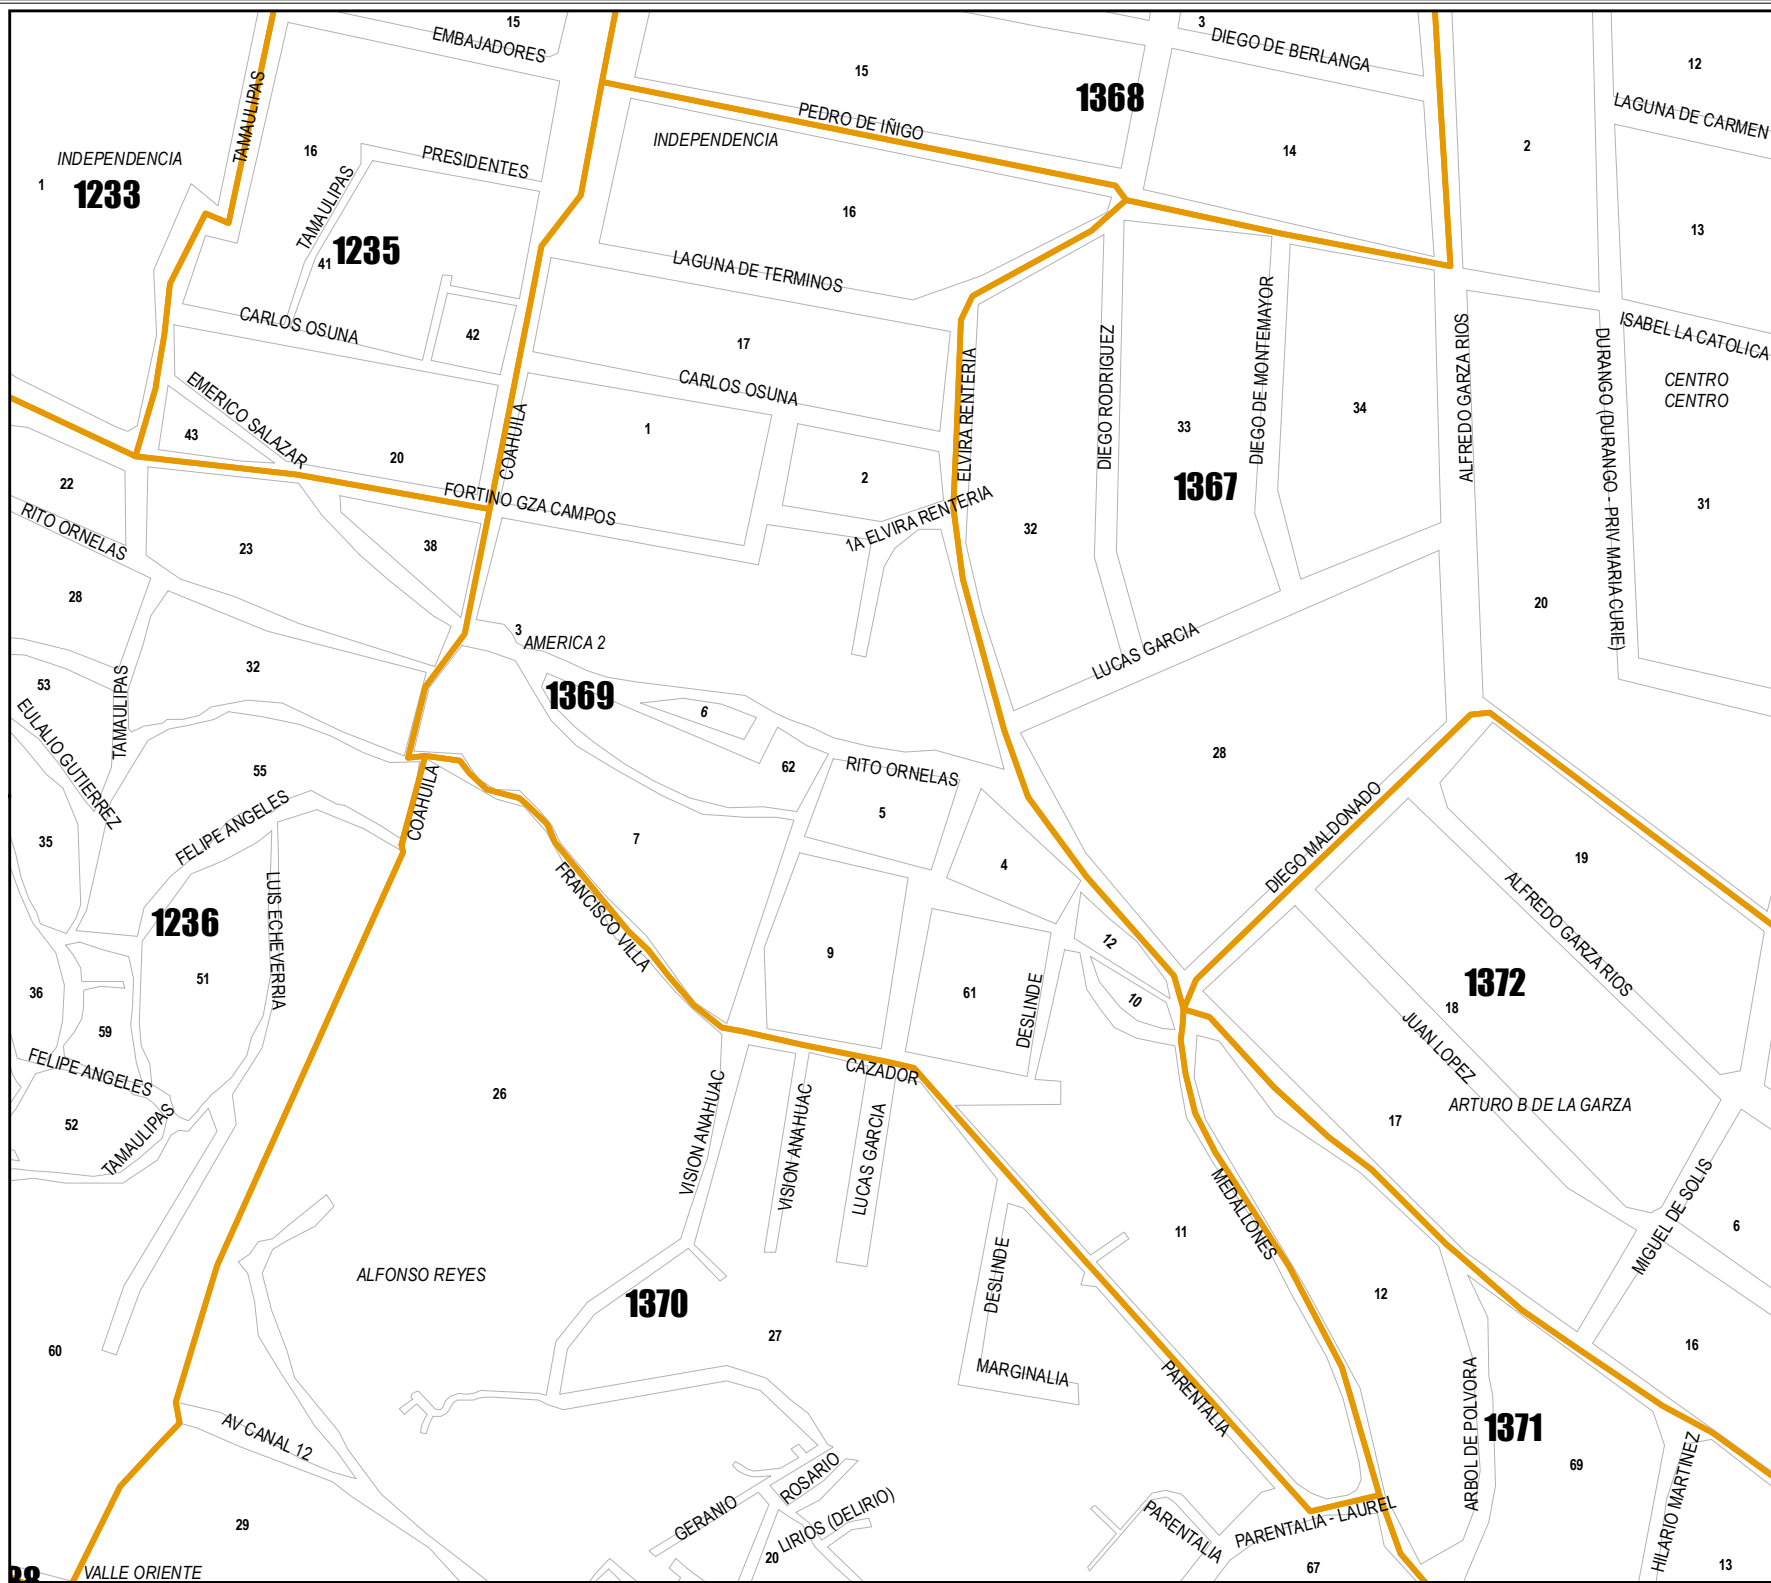 15
EMBAJADORES
3
DIEGO DE BERLANGA
12
15
1368
TAMAULIPAS
LAGUNA DE CARMEN
PEDRO DE IÑIGO
INDEPENDENCIA
2
16
14
INDEPENDENCIA
PRESIDENTES
1
1233
TAMAULIPAS
16
13
41
1235
LAGUNA DE TERMINOS
DIEGO DE MONTEMAYOR
CARLOS OSUNA
42
17
DIEGO RODRIGUEZ
ALFREDO GARZA RIOS
ISABEL LA CATOLICA
DURANGO (DURANGO - PRIV MARIA CURIE)
CENTRO
CENTRO
CARLOS OSUNA
ELVIRA RENTERIA
34
EMERICO SALAZAR
43
COAHUILA
1
33
20
2
1367
22
FORTINO GZA CAMPOS
1A ELVIRA RENTERIA
31
RITO ORNELAS
32
23
38
28
20
3
AMERICA 2
LUCAS GARCIA
32
53
TAMAULIPAS
1369
6
EULALIO GUTIERREZ
28
55
62
RITO ORNELAS
COAHUILA
FELIPE ANGELES
5
DIEGO MALDONADO
35
7
4
19
FRANCISCO VILLA
ALFREDO GARZA RIOS
LUIS ECHEVERRIA
1236
12
9
51
36
61
10
1372
DESLINDE
18
59
JUAN LOPEZ
FELIPE ANGELES
CAZADOR
26
ARTURO B DE LA GARZA
52
TAMAULIPAS
VISION ANAHUAC
VISION ANAHUAC
LUCAS GARCIA
17
MEDALLONES
MIGUEL DE SOLIS
6
11
ALFONSO REYES
DESLINDE
12
1370
27
60
16
MARGINALIA
PARENTALIA
ARBOL DE POLVORA
AV CANAL 12
1371
69
HILARIO MARTINEZ
ROSARIO
GERANIO
LIRIOS (DELIRIO)
29
PARENTALIA
PARENTALIA - LAUREL
20
67
13
VALLE ORIENTE